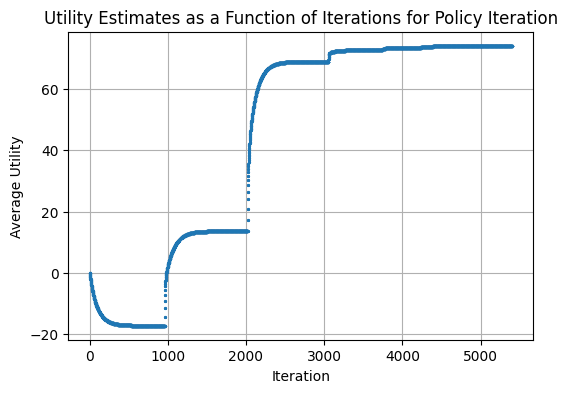 Utility Estimates as a Function of Iterations for Policy Iteration
Average Utility
60
40
20
0
−20
0 1000 2000 3000 4000 5000
Iteration